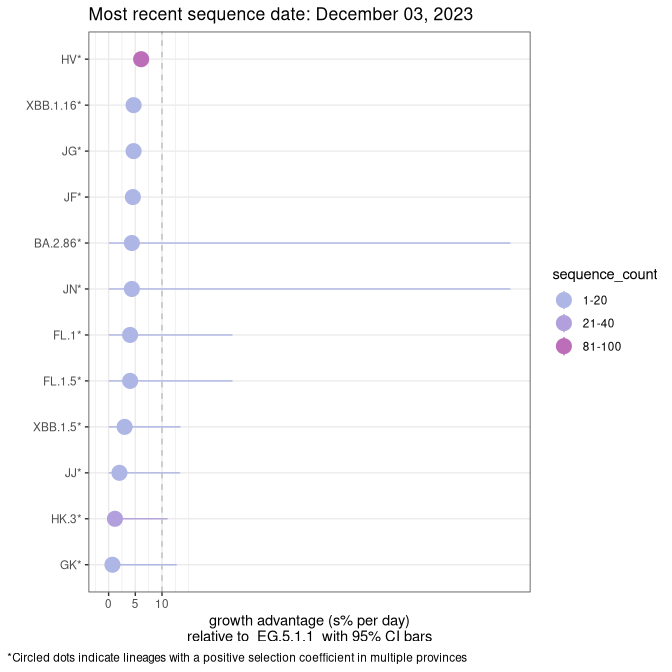 Most recent sequence date: December 03, 2023
HV*
XBB.1.16*
JG*
JF*
BA.2.86*
JN*
FL.1*
FL.1.5*
XBB.1.5*
JJ*
HK.3*
GK*
0 5 10
growth advantage (s% per day)
relative to EG.5.1.1 with 95% CI bars
sequence_count
1-20
21-40
81-100
*Circled dots indicate lineages with a positive selection coefficient in multiple provinces